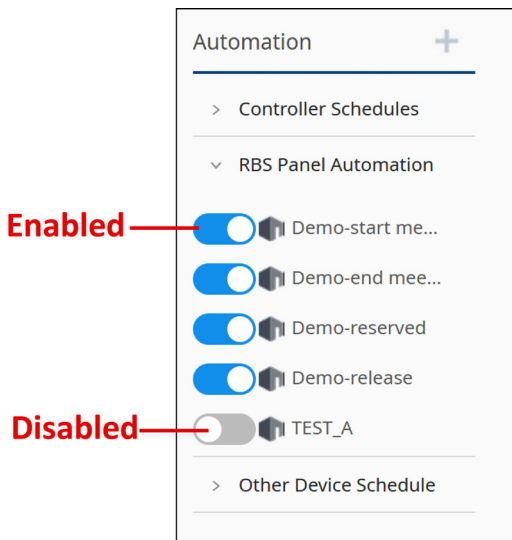 Automation
Controller Schedules
RBS Panel Automation
Enabled
Demo-start me...
Demo-end mee...
Demo-reserved
Demo-release
Disabled
TEST_A
Other Device Schedule